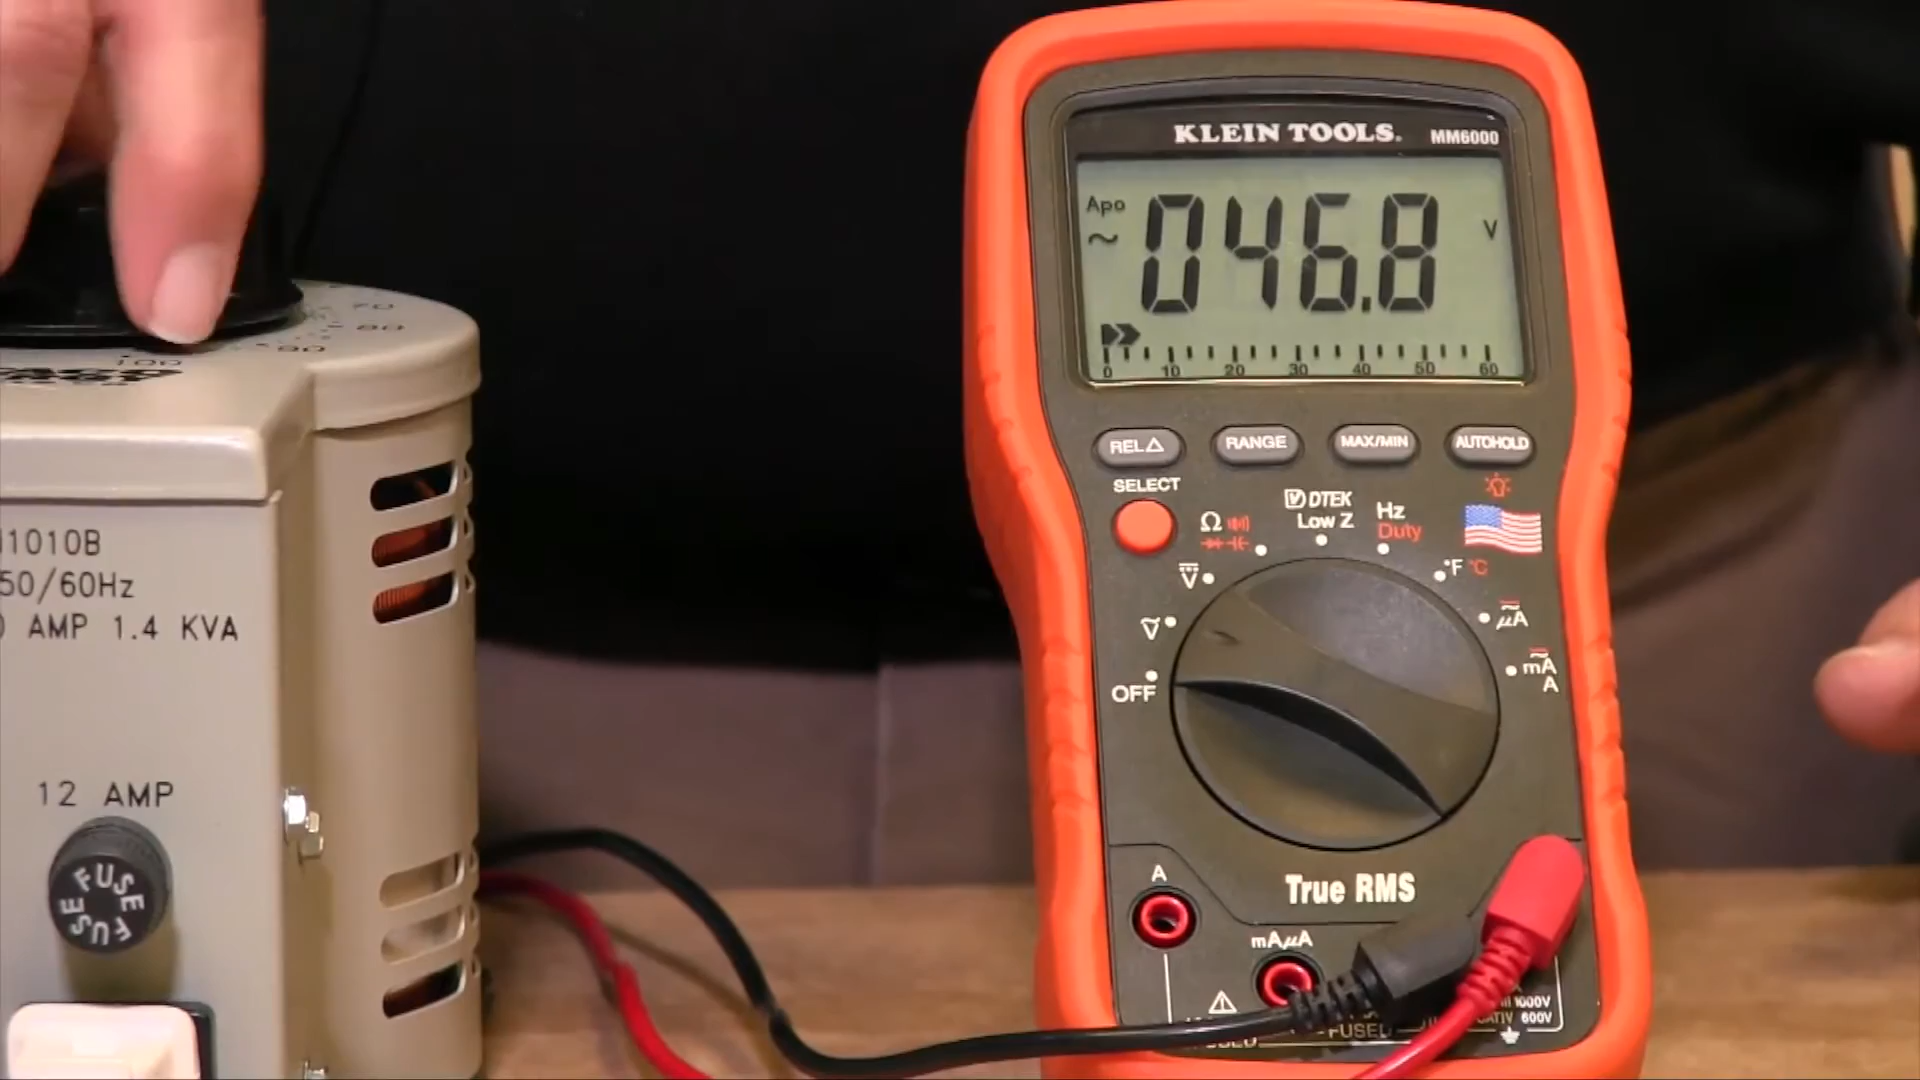 KLEIN TOOLS. MM6000
Apo
~ 046.8 V
0 10 20 30 40 50 60
REL△ RANGE MAX/MIN AUTOHOLD
SELECT
Ω
V DTEK
Low Z
Hz
Duty
°F °C
V
V
OFF
µA
mA
A
True RMS
A
mAµA
FUSED
1000V
600V
70
80
90
100
1010B
50/60Hz
AMP 1.4 KVA
12 AMP
FUSE
FUSE